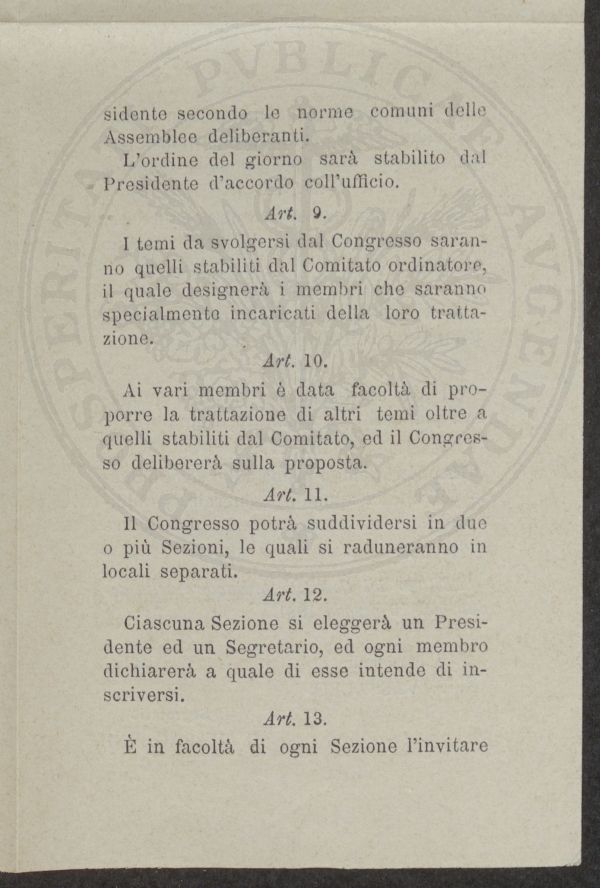 sidente secondo le norme comuni delle
Assemblee deliberanti.
L'ordine del giorno sarà stabilito dal
Presidente d'accordo coll'ufficio.
Art. 9.
I temi da svolgersi dal Congresso saran-
no quelli stabiliti dal Comitato ordinatore,
il quale designerà i membri che saranno
specialmente incaricati della loro tratta-
zione.
Art. 10.
Ai vari membri è data facoltà di pro-
porre la trattazione di altri temi oltre a
quelli stabiliti dal Comitato, ed il Congres-
so delibererà sulla proposta.
Art. 11.
Il Congresso potrà suddividersi in due
o più Sezioni, le quali si raduneranno in
locali separati.
Art. 12.
Ciascuna Sezione si eleggerà un Presi-
dente ed un Segretario, ed ogni membro
dichiarerà a quale di esse intende di in-
scriversi.
Art. 13.
È in facoltà di ogni Sezione l'invitare
PVBLICAE
AVGENDAE
PROSPERITATI